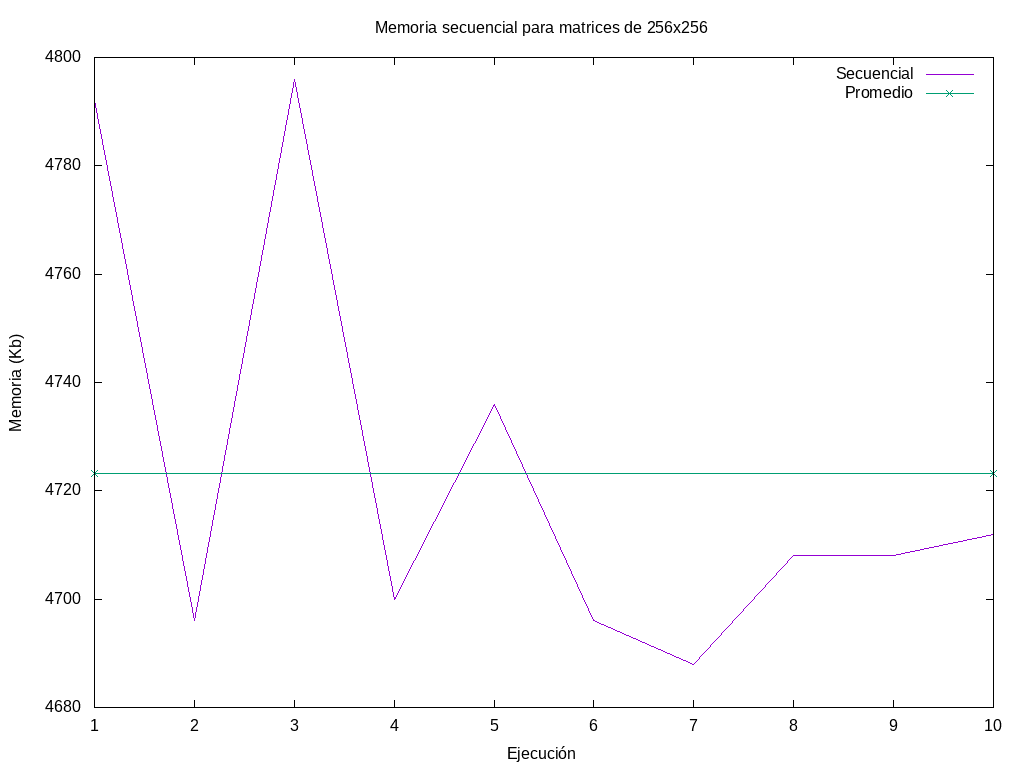 Memoria secuencial para matrices de 256x256
Secuencial
Promedio
4800
4780
4760
4740
4720
4700
4680
Memoria (Kb)
1 2 3 4 5 6 7 8 9 10
Ejecución